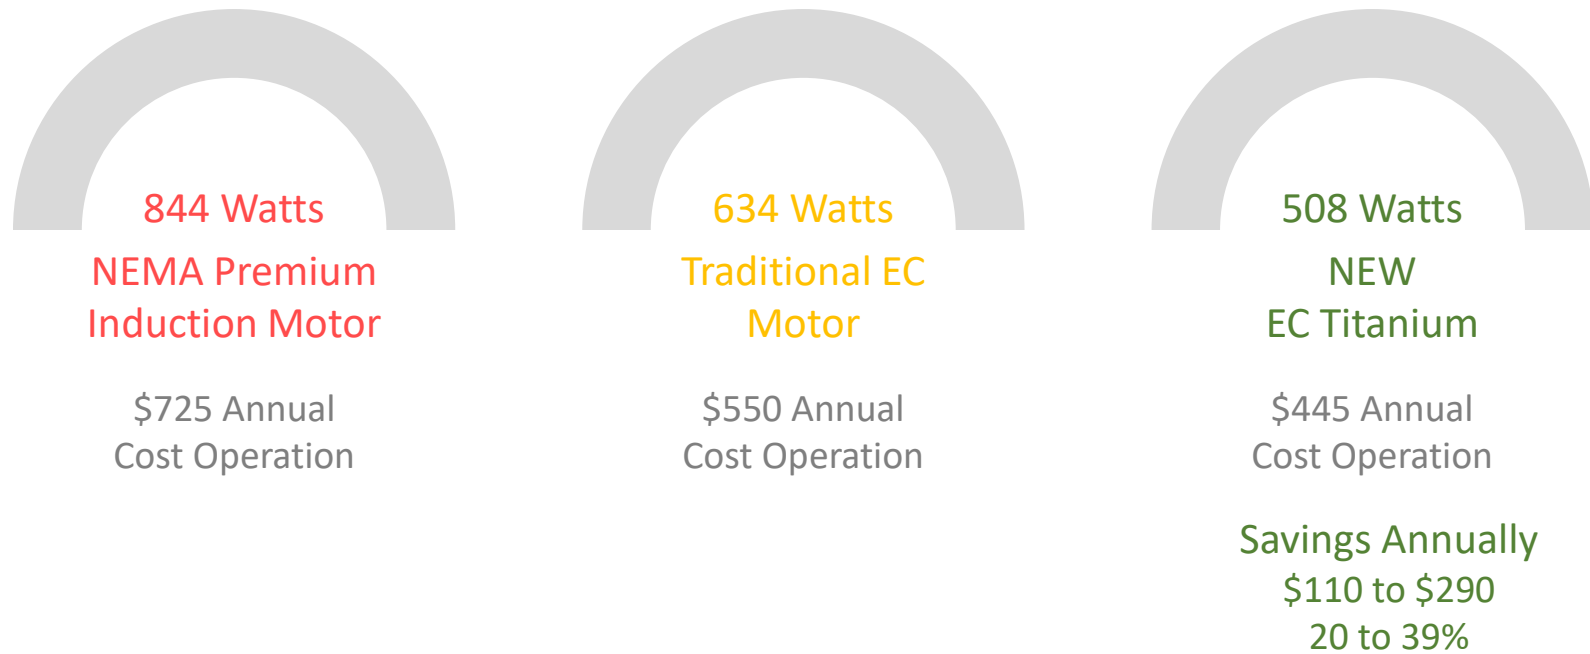 844 Watts
NEMA Premium
Induction Motor
$725 Annual
Cost Operation
634 Watts
Traditional EC
Motor
$550 Annual
Cost Operation
508 Watts
NEW
EC Titanium
$445 Annual
Cost Operation
Savings Annually
$110 to $290
20 to 39%